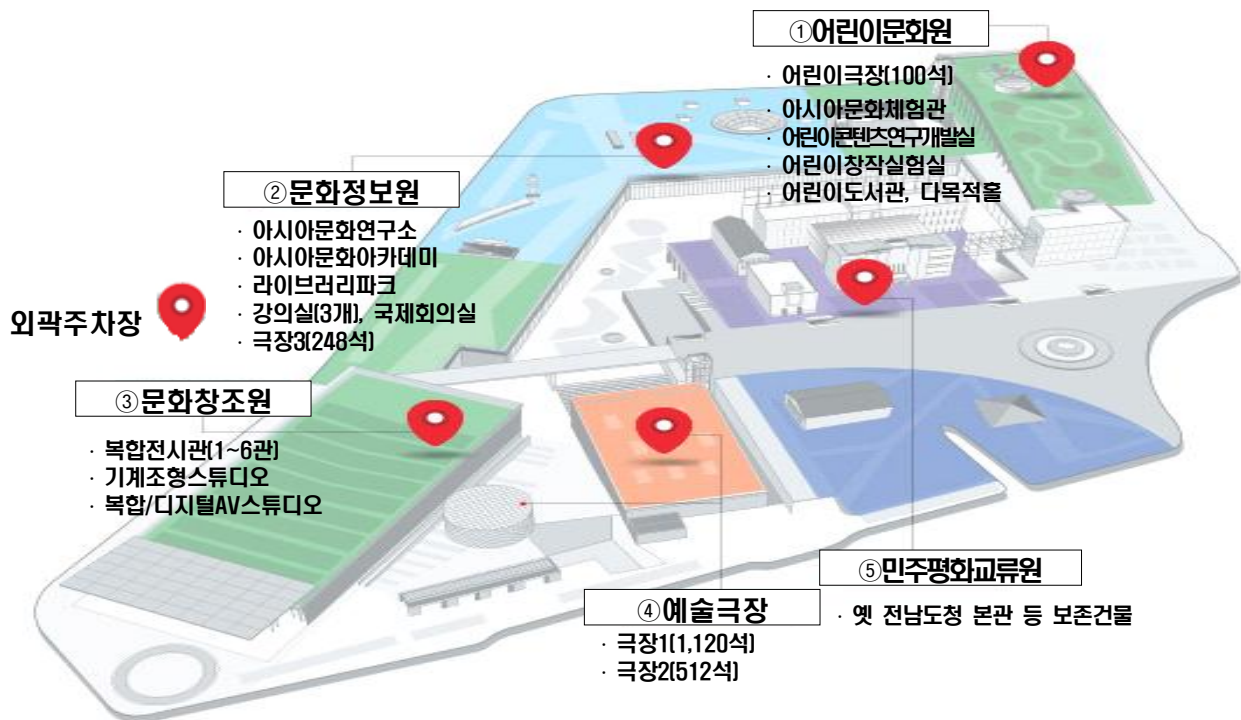 ①어린이문화원
· 어린이극장(100석)
· 아시아문화체험관
· 어린이콘텐츠연구개발실
· 어린이창작실험실
· 어린이도서관, 다목적홀
②문화정보원
· 아시아문화연구소
· 아시아문화아카데미
· 라이브러리파크
· 강의실(3개), 국제회의실
· 극장3(248석)
외곽주차장
③문화창조원
· 복합전시관(1~6관)
· 기계조형스튜디오
· 복합/디지털AV스튜디오
④예술극장
· 극장1(1,120석)
· 극장2(512석)
⑤민주평화교류원
· 옛 전남도청 본관 등 보존건물